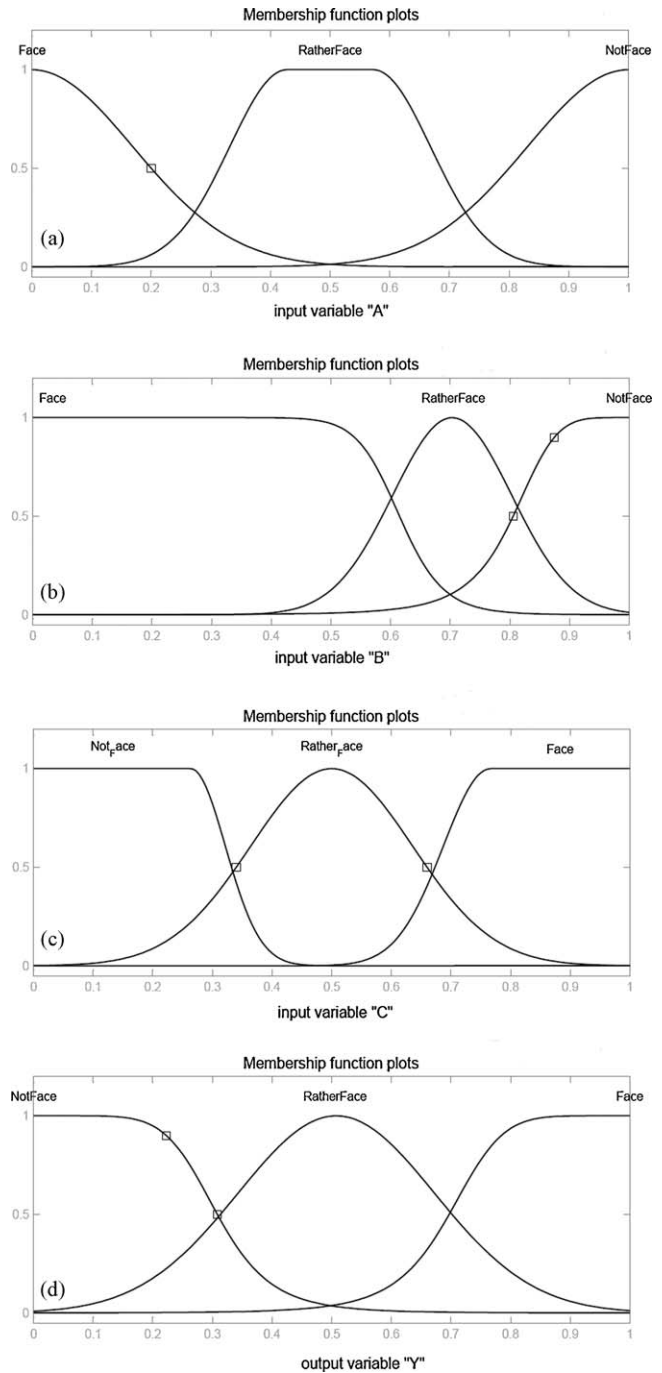 Membership function plots
Face RatherFace NotFace
1
0.5
(a)
0
0 0.1 0.2 0.3 0.4 0.5 0.6 0.7 0.8 0.9 1
input variable "A"
Membership function plots
Face RatherFace NotFace
1
0.5
(b)
0
0 0.1 0.2 0.3 0.4 0.5 0.6 0.7 0.8 0.9 1
input variable "B"
Membership function plots
Not_Face Rather_Face Face
1
0.5
(c)
0
0 0.1 0.2 0.3 0.4 0.5 0.6 0.7 0.8 0.9 1
input variable "C"
Membership function plots
NotFace RatherFace Face
1
0.5
(d)
0
0 0.1 0.2 0.3 0.4 0.5 0.6 0.7 0.8 0.9 1
output variable "Y"